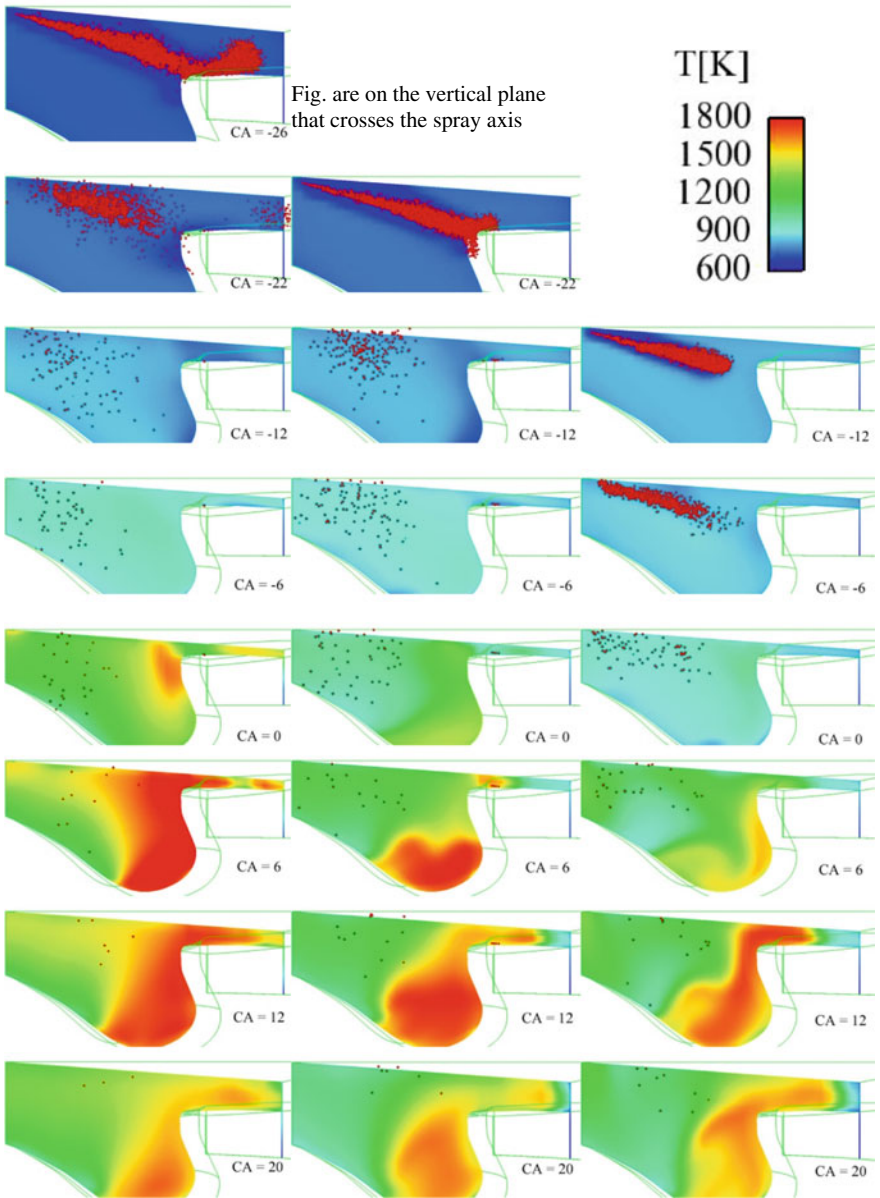 CA = -26
Fig. are on the vertical plane
that crosses the spray axis
T[K]
1800
1500
1200
900
600
CA = -22
CA = -22
CA = -12
CA = -12
CA = -12
CA = -6
CA = -6
CA = -6
CA = 0
CA = 0
CA = 0
CA = 6
CA = 6
CA = 6
CA = 12
CA = 12
CA = 12
CA = 20
CA = 20
CA = 20